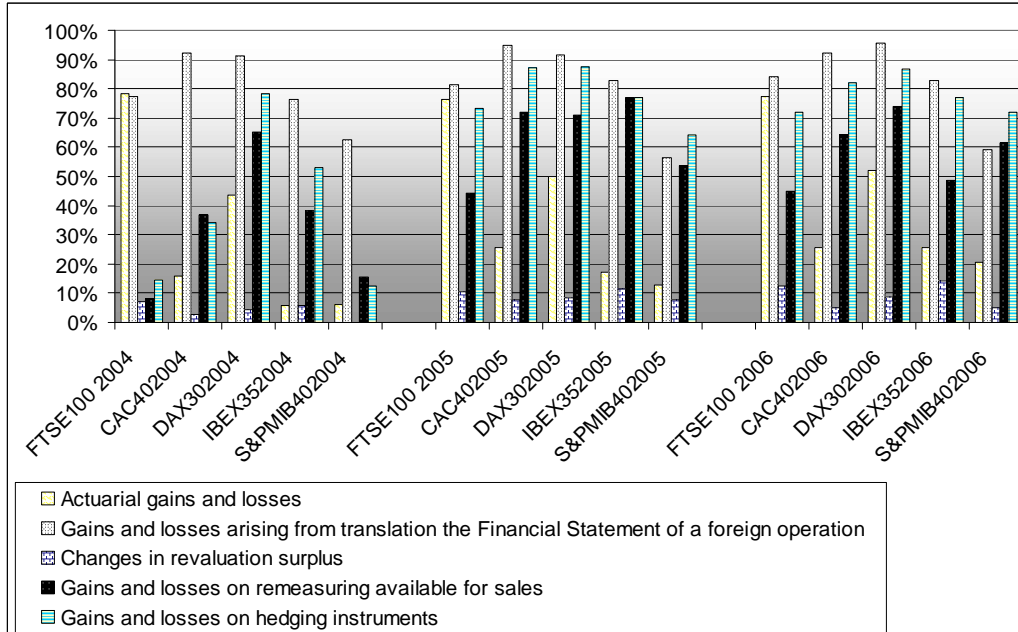 100%
90%
80%
70%
60%
50%
40%
30%
20%
10%
0%
FTSE100 2004
CAC402004
DAX302004
IBEX352004
S&PMIB402004
FTSE100 2005
CAC402005
DAX302005
IBEX352005
S&PMIB402005
FTSE100 2006
CAC402006
DAX302006
IBEX352006
S&PMIB402006
Actuarial gains and losses
Gains and losses arising from translation the Financial Statement of a foreign operation
Changes in revaluation surplus
Gains and losses on remeasuring available for sales
Gains and losses on hedging instruments